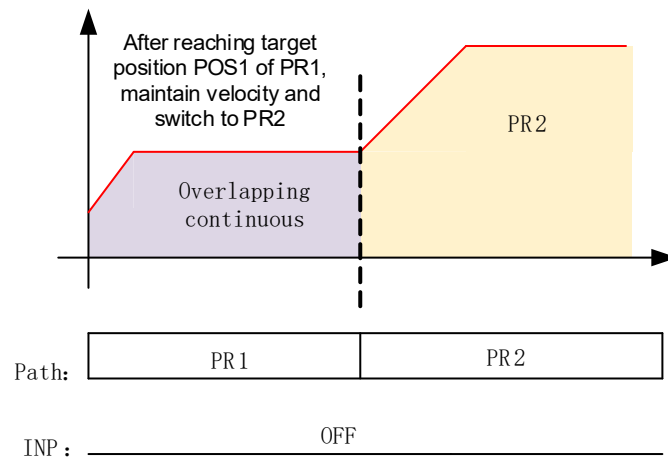 After reaching target
position POS1 of PR1,
maintain velocity and
switch to PR2
PR2
Overlapping
continuous
Path: PR1 PR2
INP: OFF